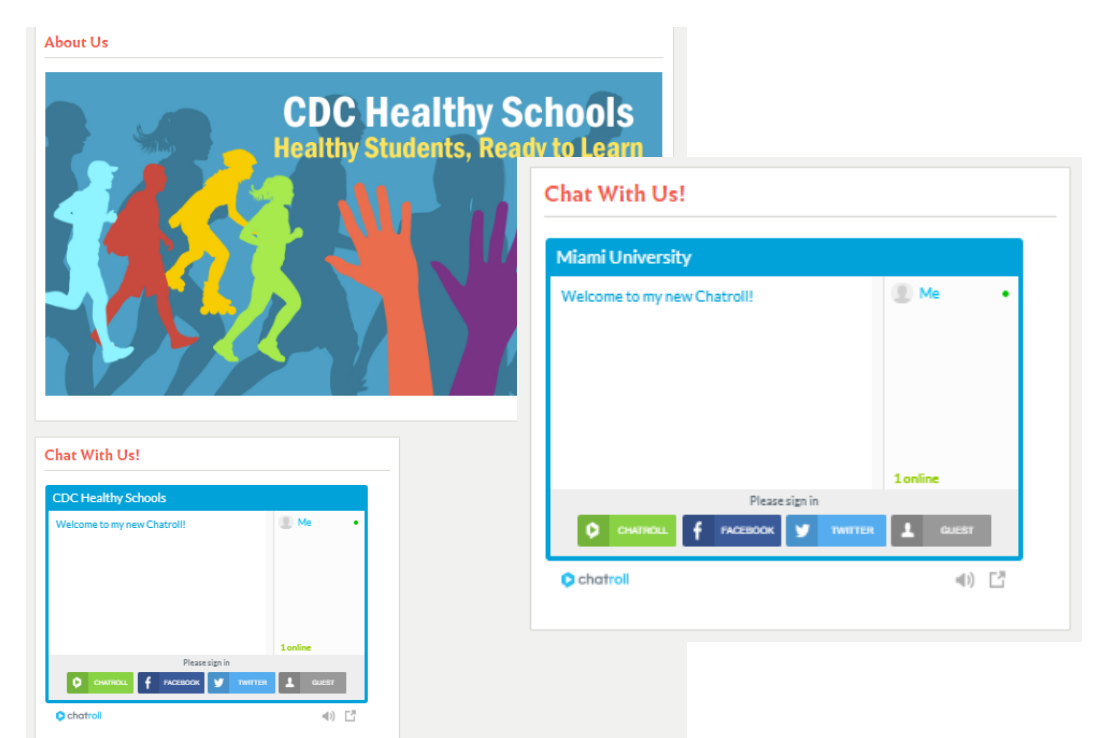 About Us
CDC Healthy Schools
Healthy Students, Ready to Learn
Chat With Us!
Miami University
Welcome to my new Chatroll!
Me
1 online
Please sign in
CHATROLL
FACEBOOK
TWITTER
GUEST
chatroll
Chat With Us!
CDC Healthy Schools
Welcome to my new Chatroll!
Me
1 online
Please sign in
CHATROLL
FACEBOOK
TWITTER
GUEST
chatroll